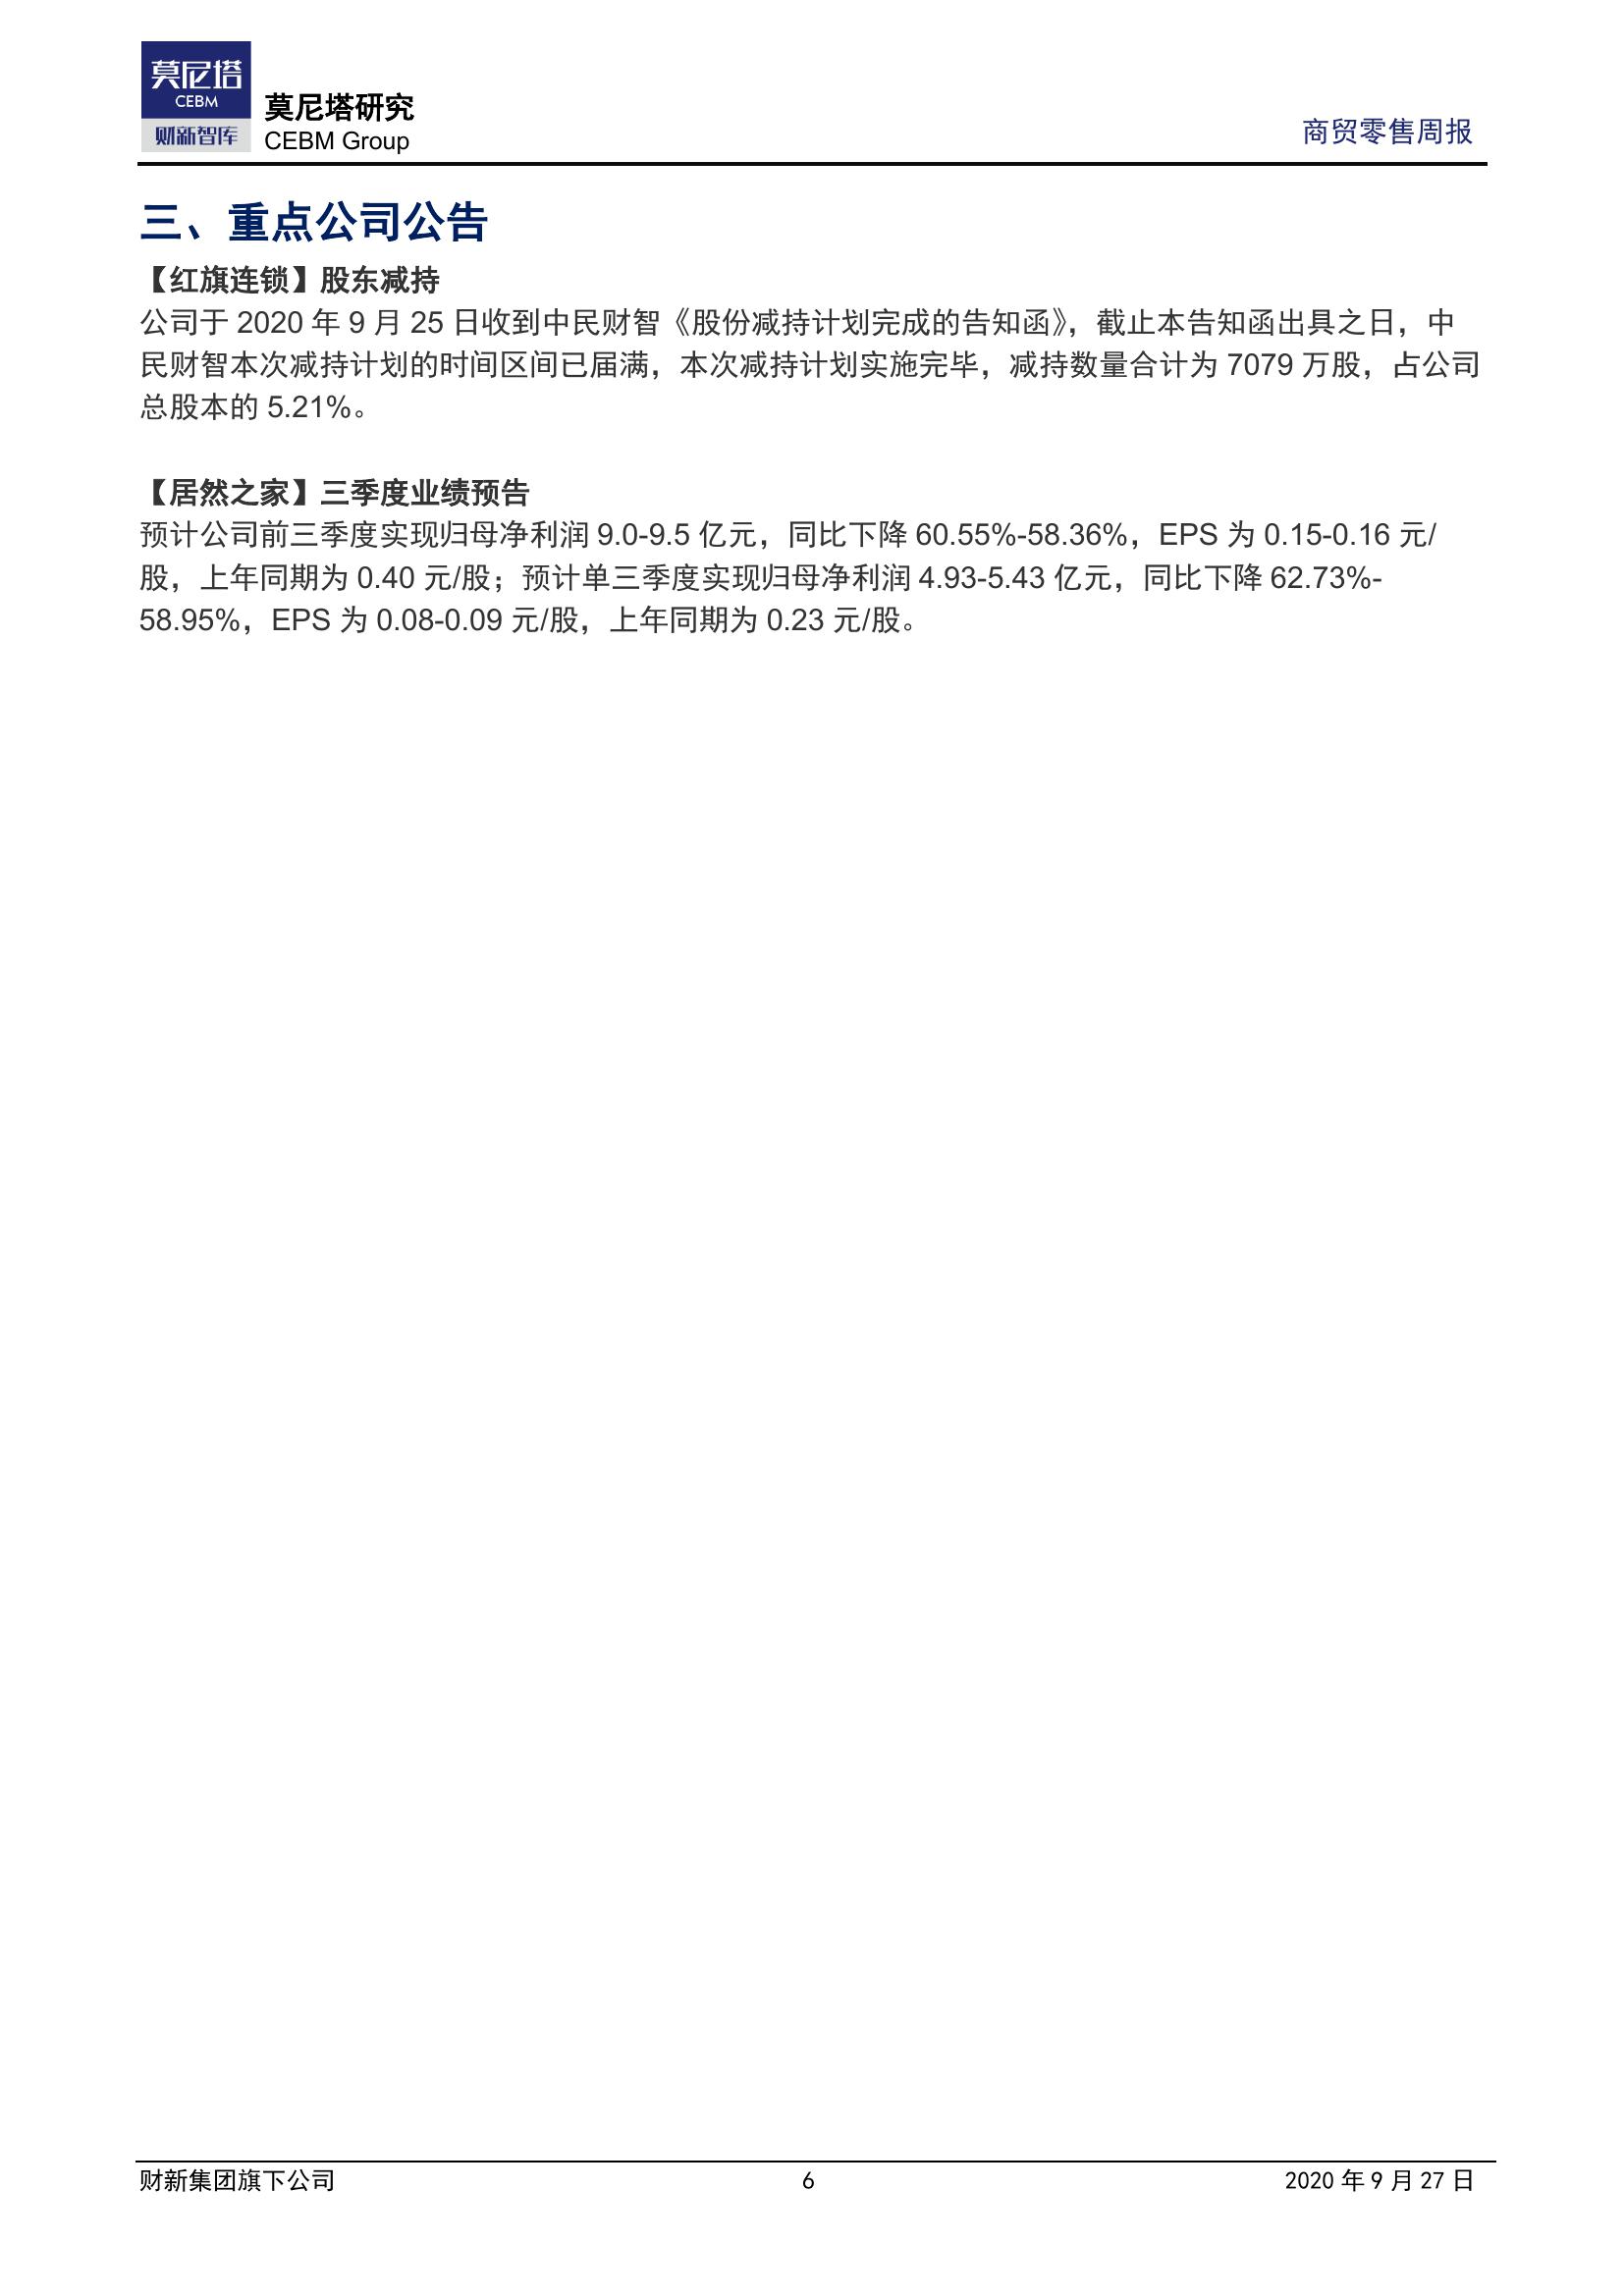 莫尼塔
CEBM
财新智库
莫尼塔研究
CEBM Group
商贸零售周报
三、重点公司公告
【红旗连锁】股东减持
公司于 2020 年 9 月 25 日收到中民财智《股份减持计划完成的告知函》，截止本告知函出具之日，中
民财智本次减持计划的时间区间已届满，本次减持计划实施完毕，减持数量合计为 7079 万股，占公司
总股本的 5.21%。
【居然之家】三季度业绩预告
预计公司前三季度实现归母净利润 9.0-9.5 亿元，同比下降 60.55%-58.36%，EPS 为 0.15-0.16 元/
股，上年同期为 0.40 元/股；预计单三季度实现归母净利润 4.93-5.43 亿元，同比下降 62.73%-
58.95%，EPS 为 0.08-0.09 元/股，上年同期为 0.23 元/股。
财新集团旗下公司
6
2020 年 9 月 27 日